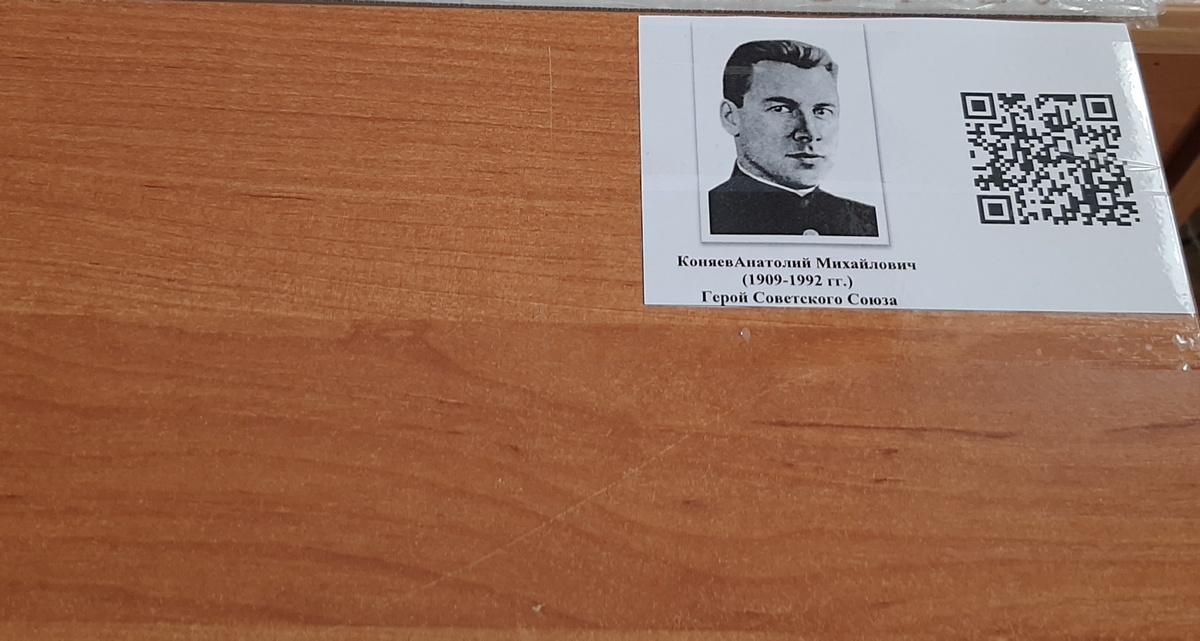 КоняевАнатолий Михайлович
(1909-1992 гг.)
Герой Советского Союза